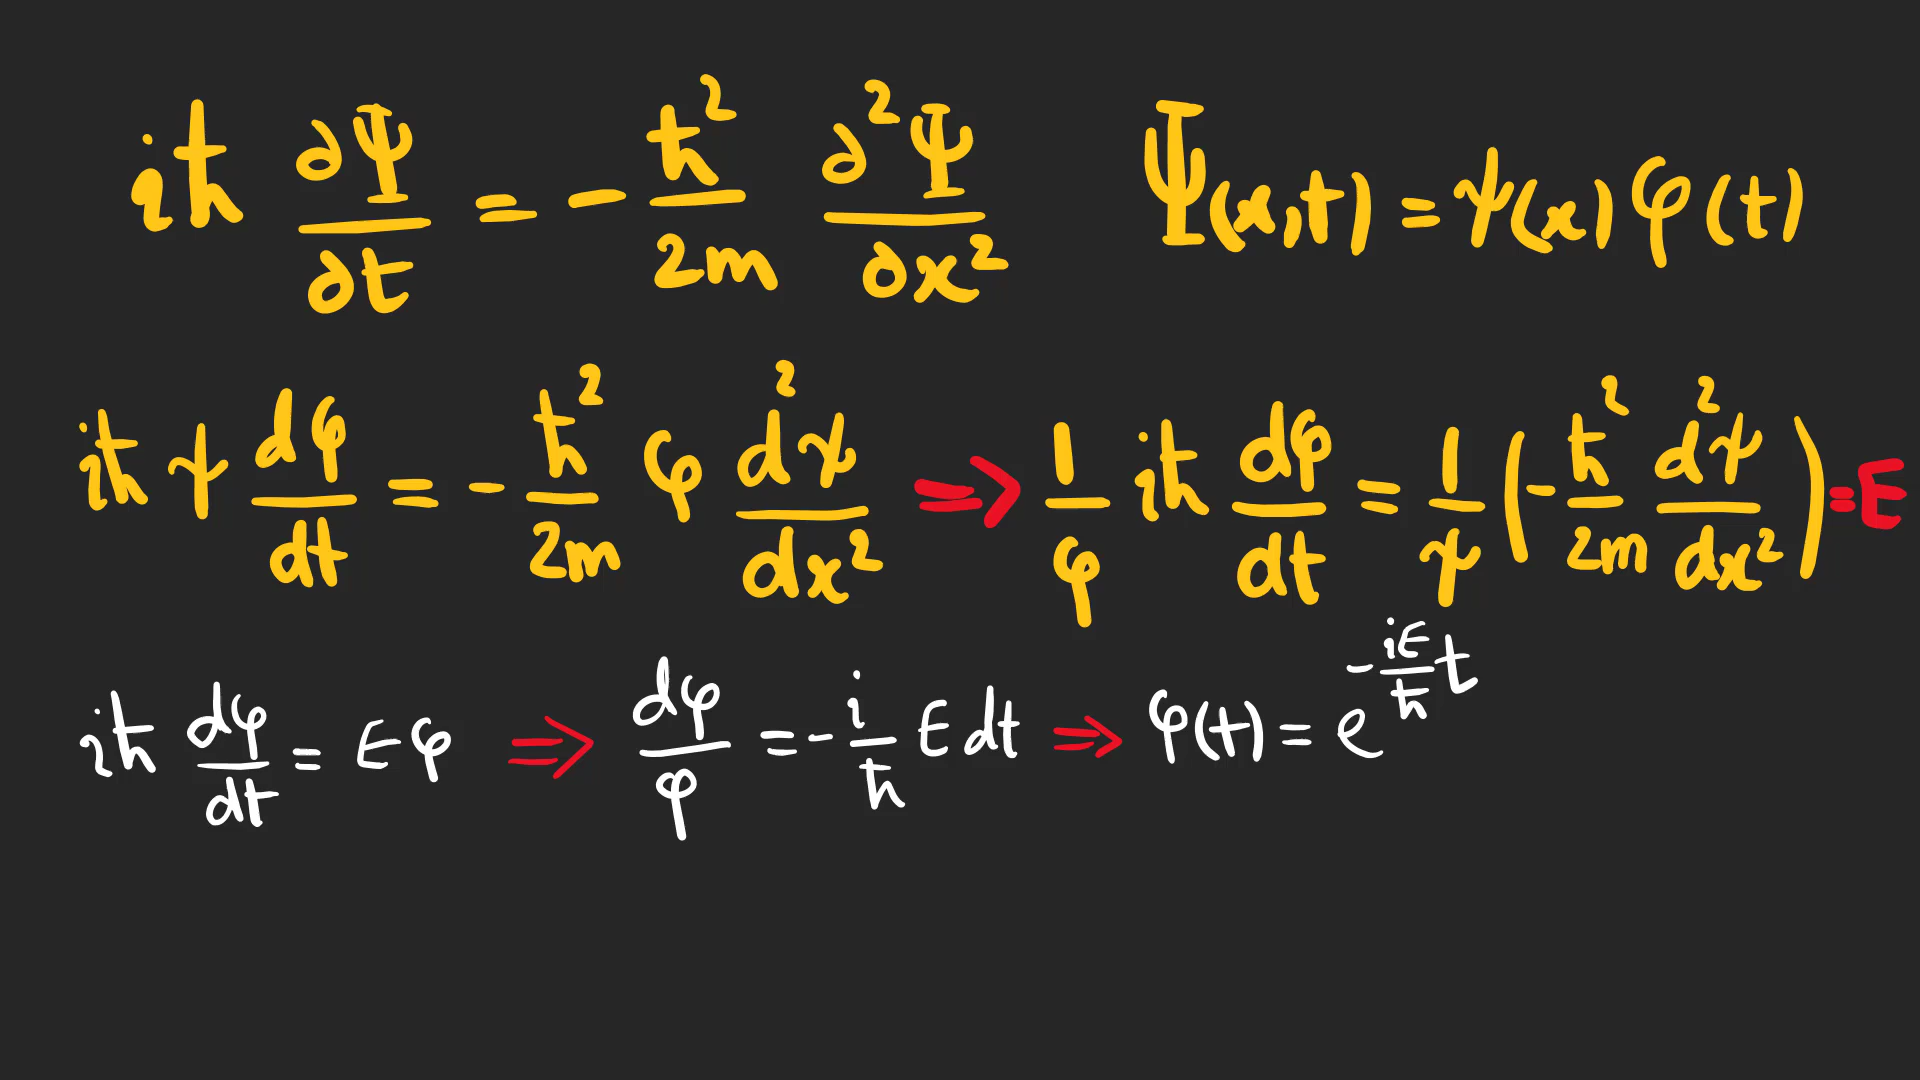 iħ ∂Ψ/∂t = - ħ²/2m ∂²Ψ/∂x² Ψ(x,t) = ψ(x) φ(t)
iħ ψ dφ/dt = - ħ²/2m φ d²ψ/dx² ⇒ 1/φ iħ dφ/dt = 1/ψ (- ħ²/2m d²ψ/dx²) = E
iħ dφ/dt = Eφ ⇒ dφ/φ = - i/ħ E dt ⇒ φ(t) = e^(-iE/ħ t)